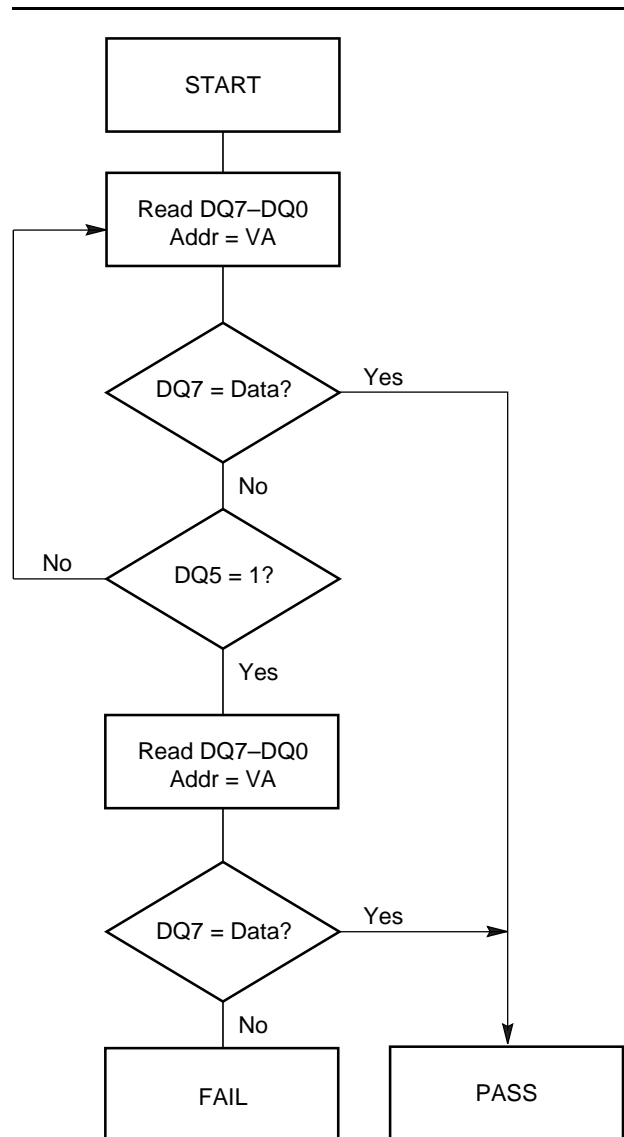 START
Read DQ7–DQ0
Addr = VA
DQ7 = Data?
Yes
No
DQ5 = 1?
No
Yes
Read DQ7–DQ0
Addr = VA
DQ7 = Data?
Yes
No
FAIL
PASS